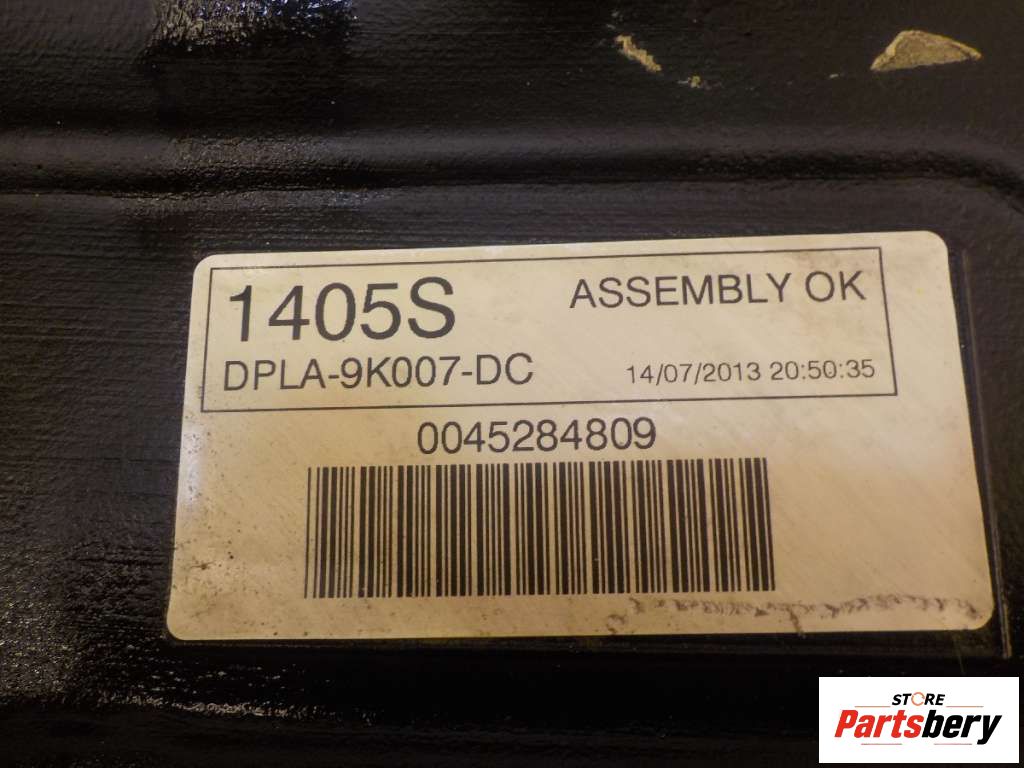 1405S
ASSEMBLY OK
DPLA-9K007-DC
14/07/2013 20:50:35
0045284809
STORE
Partsbery